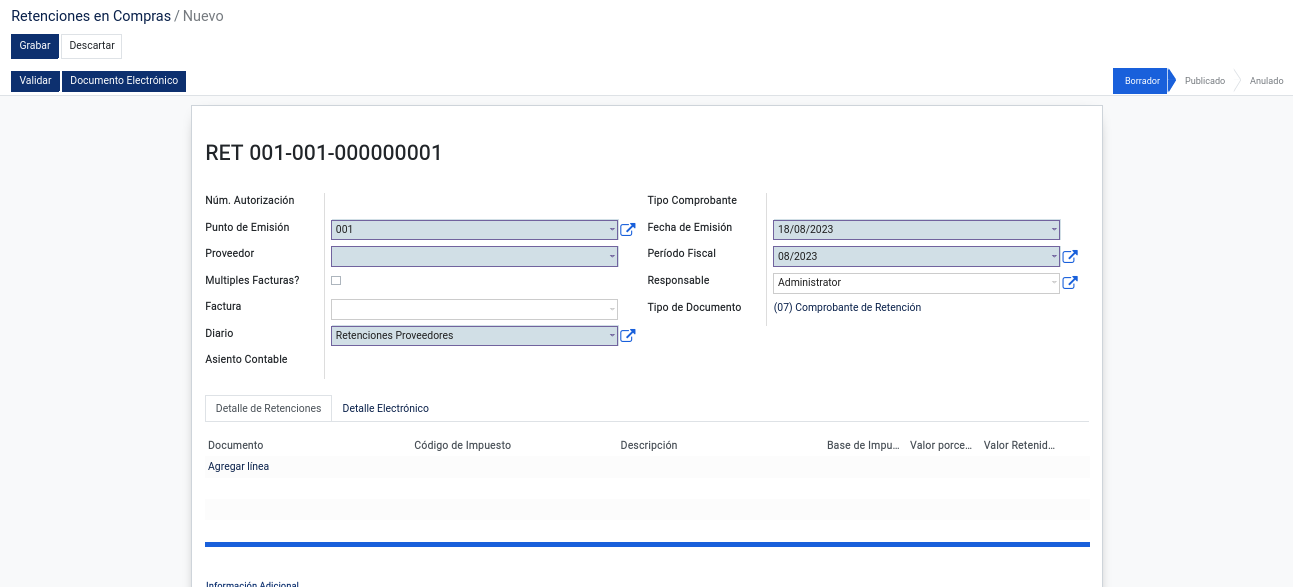 Retenciones en Compras / Nuevo
Grabar Descartar
Validar Documento Electrónico Borrador Publicado Anulado
RET 001-001-000000001
Núm. Autorización Tipo Comprobante
Punto de Emisión 001 Fecha de Emisión 18/08/2023
Proveedor Período Fiscal 08/2023
Multiples Facturas? Responsable Administrator
Factura Tipo de Documento (07) Comprobante de Retención
Diario Retenciones Proveedores
Asiento Contable
Detalle de Retenciones Detalle Electrónico
Documento Código de Impuesto Descripción Base de Impu... Valor porce... Valor Retenid...
Agregar línea
Información Adicional